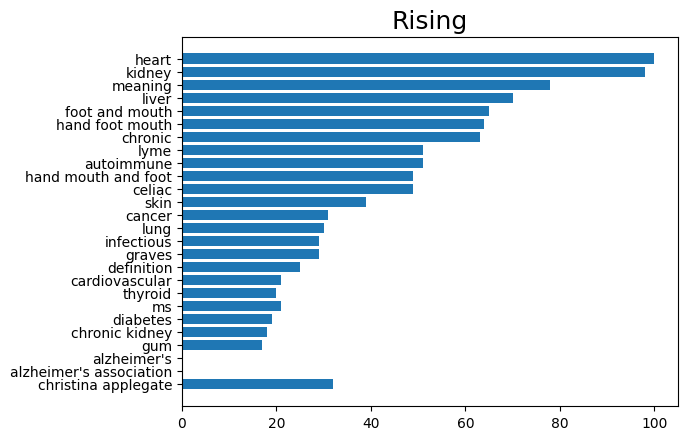 Rising
heart
kidney
meaning
liver
foot and mouth
hand foot mouth
chronic
lyme
autoimmune
hand mouth and foot
celiac
skin
cancer
lung
infectious
graves
definition
cardiovascular
thyroid
ms
diabetes
chronic kidney
gum
alzheimer's
alzheimer's association
christina applegate
0 20 40 60 80 100